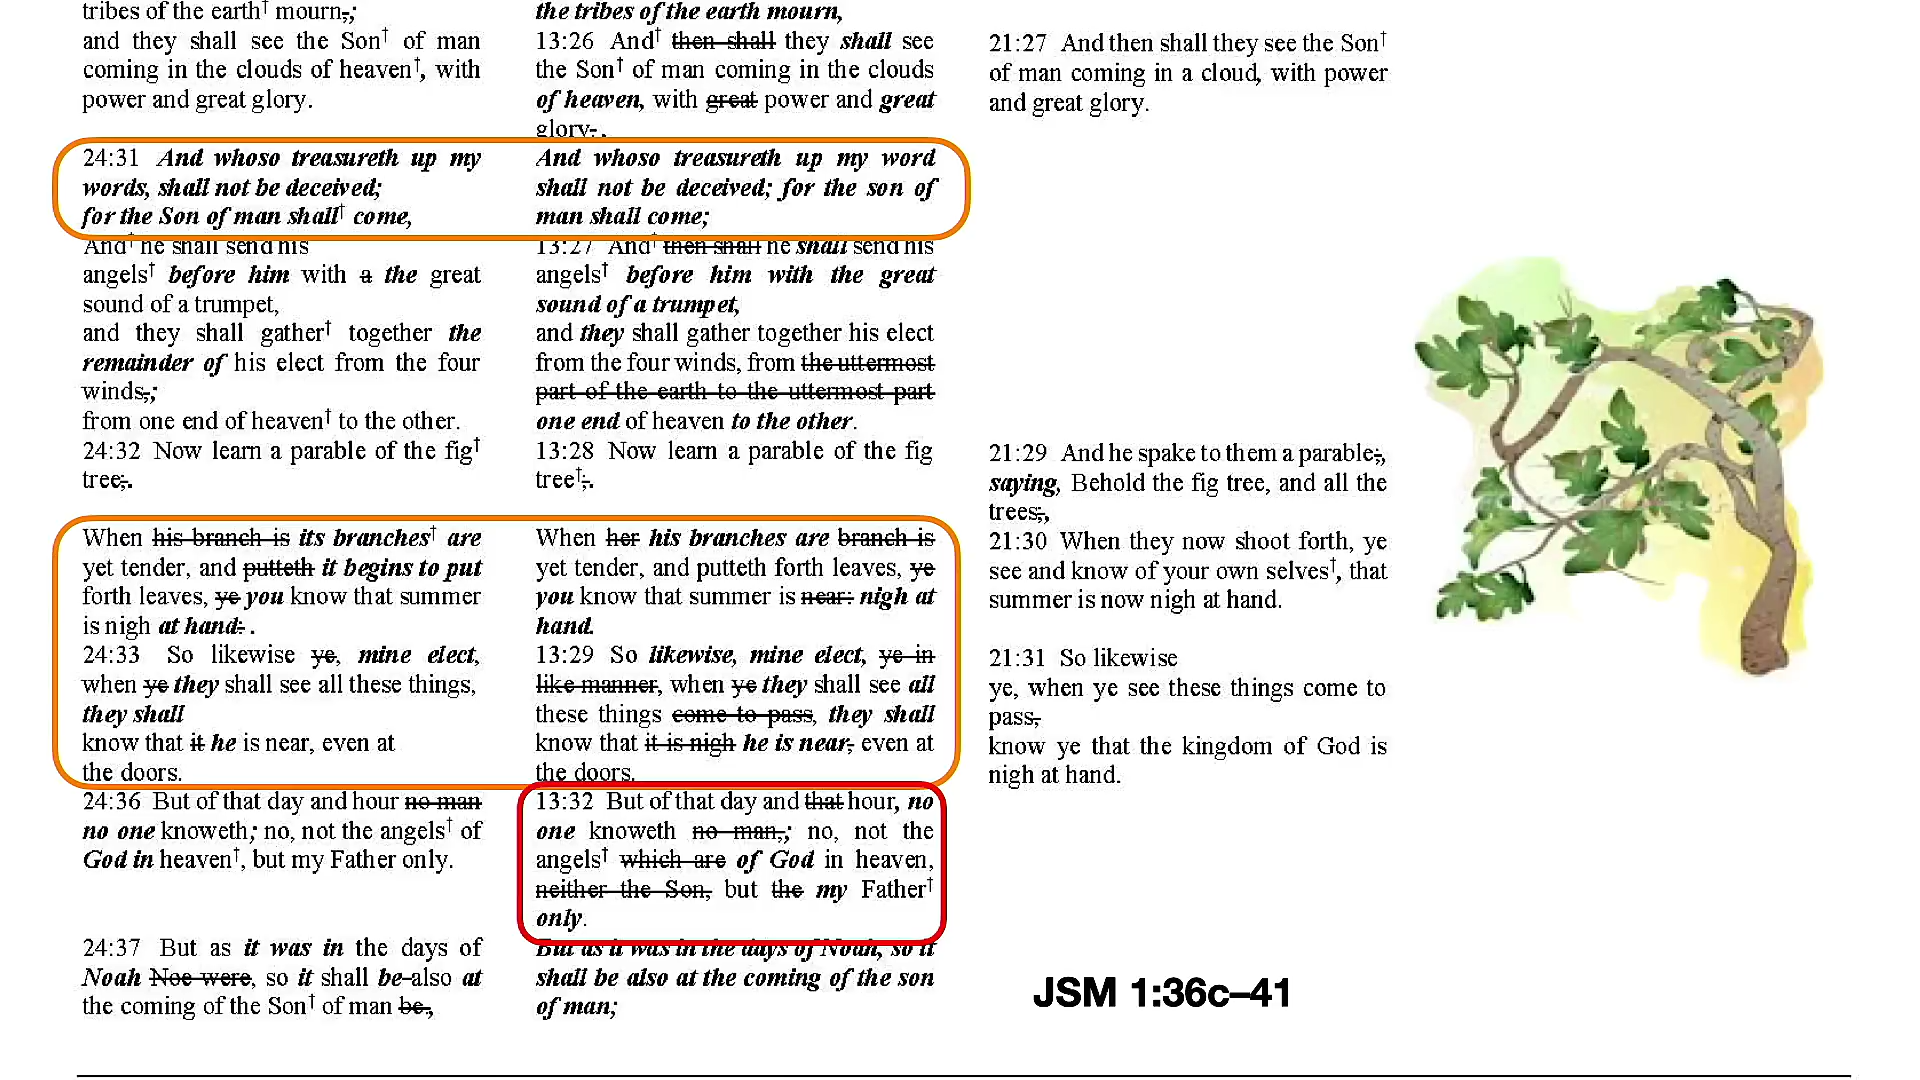 tribes of the earth† mourn,;
and they shall see the Son† of man
coming in the clouds of heaven†, with
power and great glory.
24:31 And whoso treasureth up my
words, shall not be deceived;
for the Son of man shall† come,
And† he shall send his
angels† before him with a the great
sound of a trumpet,
and they shall gather† together the
remainder of his elect from the four
winds,;
from one end of heaven† to the other.
24:32 Now learn a parable of the fig†
tree;.
When his branch is its branches† are
yet tender, and putteth it begins to put
forth leaves, ye you know that summer
is nigh at hand: .
24:33 So likewise ye, mine elect,
when ye they shall see all these things,
they shall
know that it he is near, even at
the doors.
24:36 But of that day and hour no man
no one knoweth; no, not the angels† of
God in heaven†, but my Father only.
24:37 But as it was in the days of
Noah Noe were, so it shall be also at
the coming of the Son† of man be.,
the tribes of the earth mourn,
13:26 And† then shall they shall see
the Son† of man coming in the clouds
of heaven, with great power and great
glory. ,
And whoso treasureth up my word
shall not be deceived; for the son of
man shall come;
13:27 And† then shall he shall send his
angels† before him with the great
sound of a trumpet,
and they shall gather together his elect
from the four winds, from the uttermost
part of the earth to the uttermost part
one end of heaven to the other.
13:28 Now learn a parable of the fig
tree†;.
When her his branches are branch is
yet tender, and putteth forth leaves, ye
you know that summer is near: nigh at
hand.
13:29 So likewise, mine elect, ye in
like manner, when ye they shall see all
these things come to pass, they shall
know that it is nigh he is near, even at
the doors.
13:32 But of that day and that hour, no
one knoweth no man,; no, not the
angels† which are of God in heaven,
neither the Son, but the my Father†
only.
But as it was in the days of Noah, so it
shall be also at the coming of the son
of man;
21:27 And then shall they see the Son†
of man coming in a cloud, with power
and great glory.
21:29 And he spake to them a parable;,
saying, Behold the fig tree, and all the
trees;,
21:30 When they now shoot forth, ye
see and know of your own selves†, that
summer is now nigh at hand.
21:31 So likewise
ye, when ye see these things come to
pass,
know ye that the kingdom of God is
nigh at hand.
JSM 1:36c–41